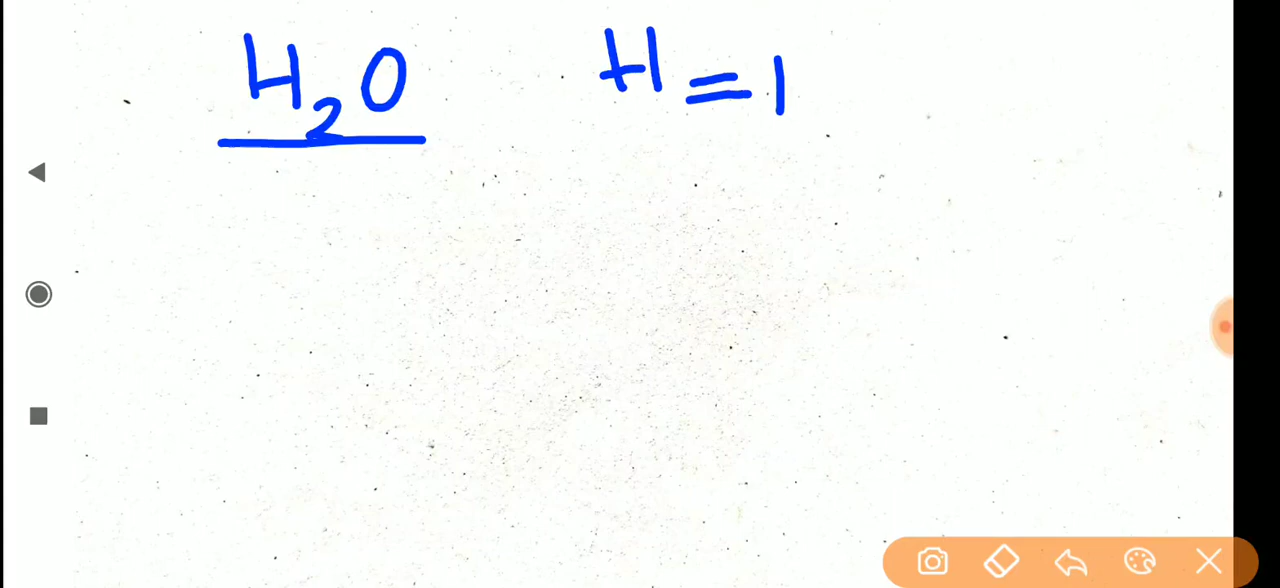 H₂O H = 1